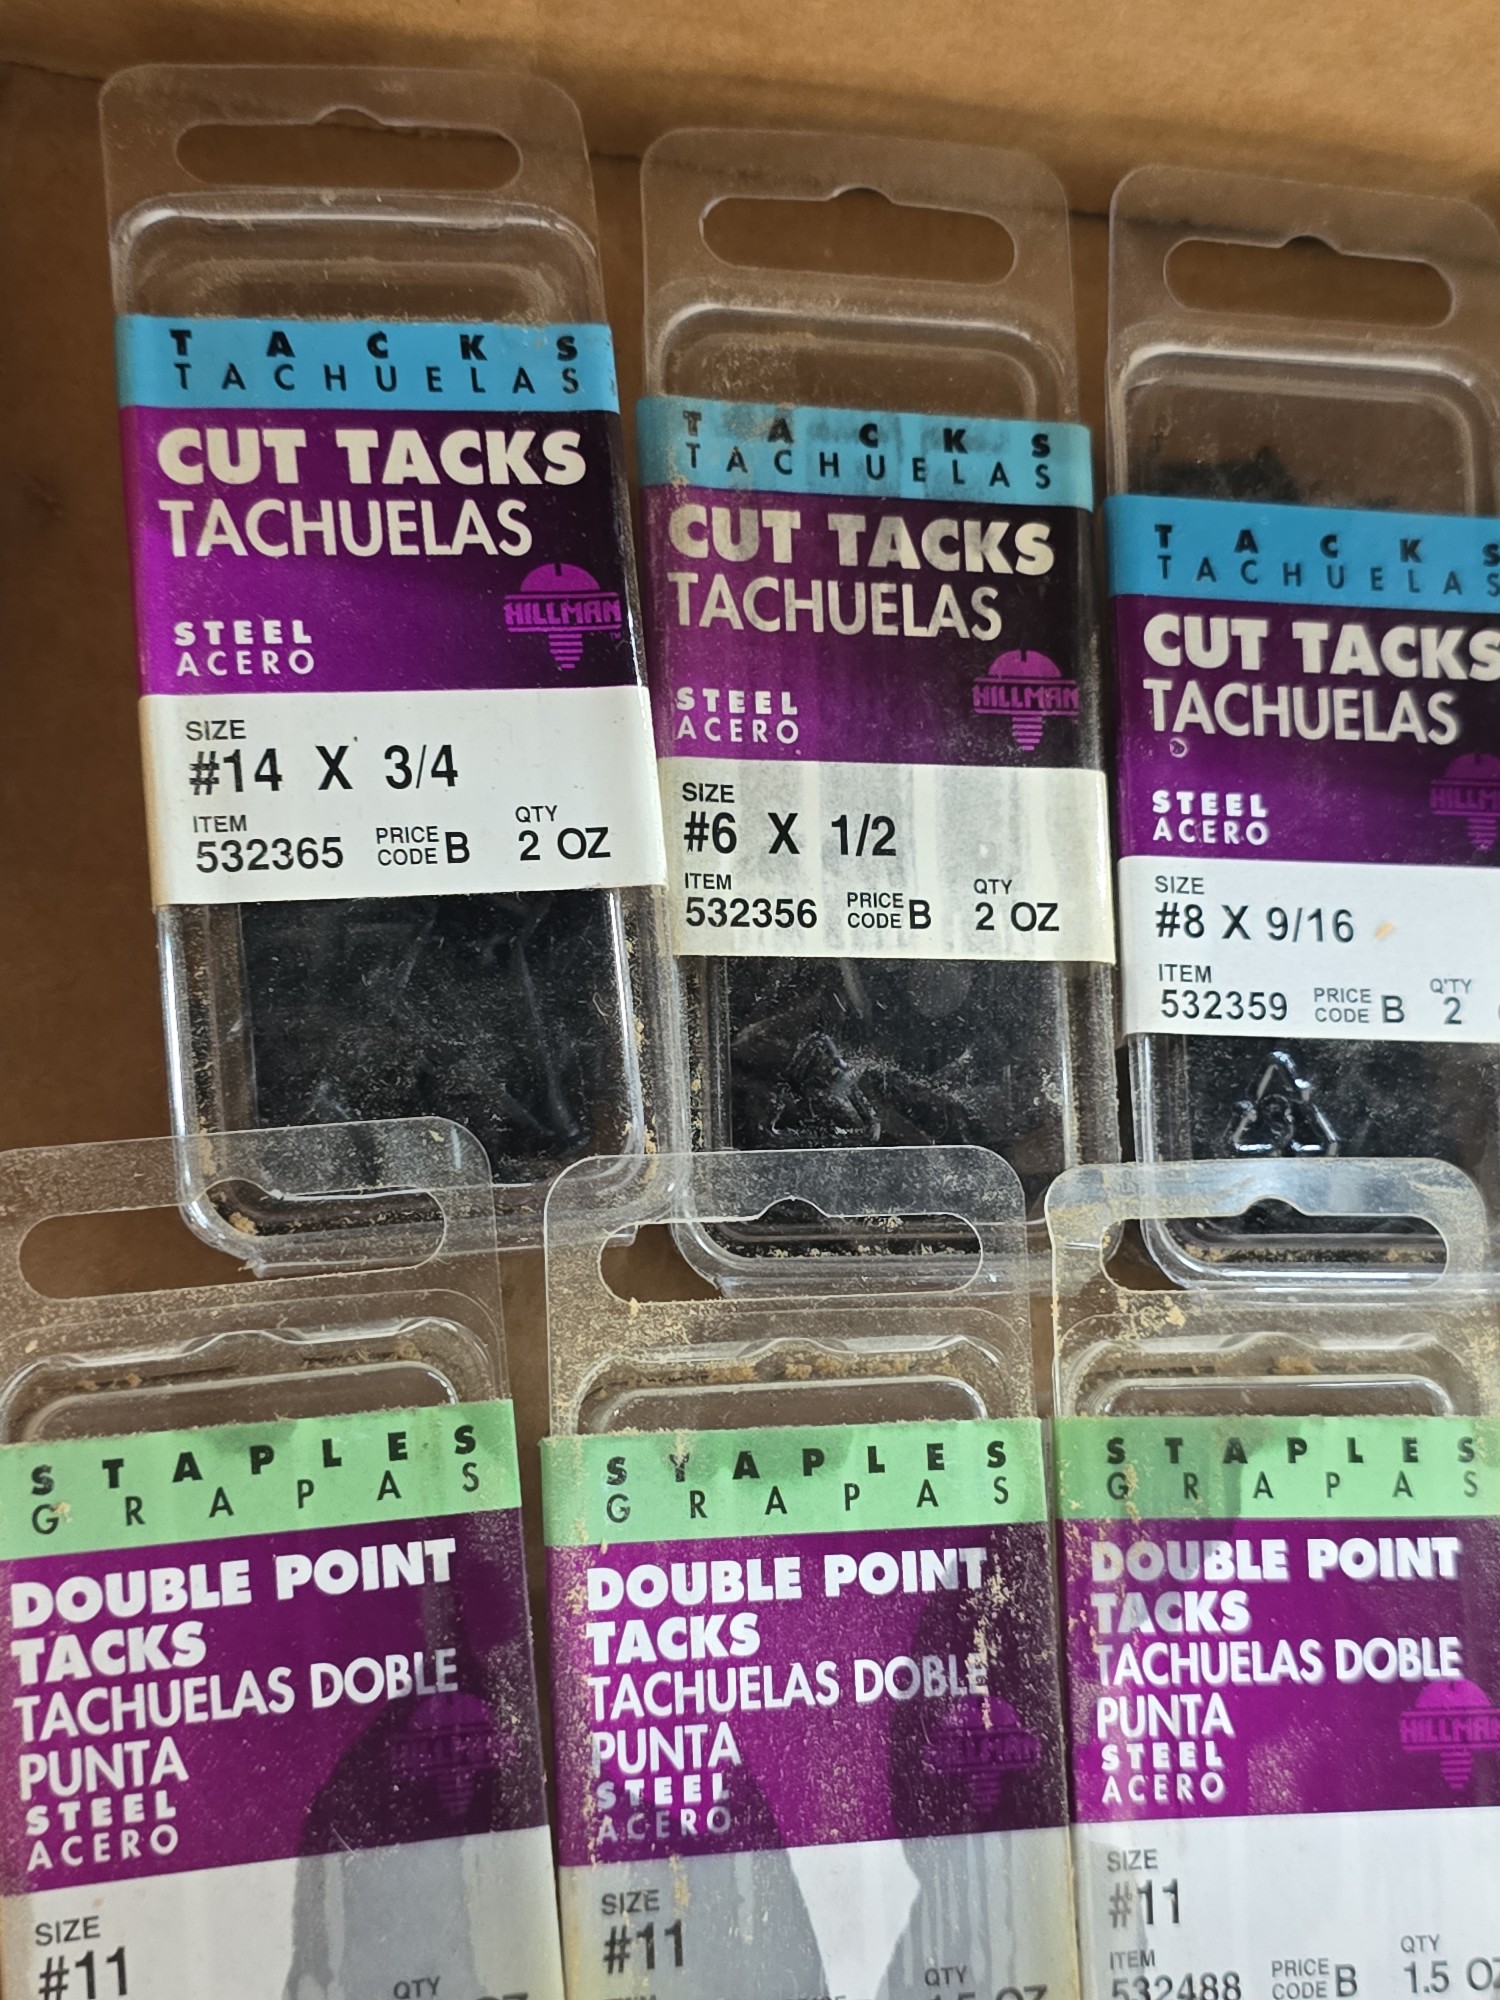 TACKS
TACHUELAS
CUT TACKS
TACHUELAS
HILLMAN™
STEEL
ACERO
SIZE
#14 X 3/4
ITEM
532365
PRICE
CODE B
QTY
2 OZ
TACKS
TACHUELAS
CUT TACKS
TACHUELAS
HILLMAN
STEEL
ACERO
SIZE
#6 X 1/2
ITEM
532356
PRICE
CODE B
QTY
2 OZ
TACKS
TACHUELAS
CUT TACKS
TACHUELAS
STEEL
ACERO
SIZE
#8 X 9/16
ITEM
532359
PRICE
CODE B
Q'TY
2
STAPLES
GRAPAS
DOUBLE POINT
TACKS
TACHUELAS DOBLE
PUNTA
STEEL
ACERO
SIZE
#11
QTY
STAPLES
GRAPAS
DOUBLE POINT
TACKS
TACHUELAS DOBLE
PUNTA
HILLMAN
STEEL
ACERO
SIZE
#11
QTY
STAPLES
GRAPAS
DOUBLE POINT
TACKS
TACHUELAS DOBLE
PUNTA
HILLMAN
STEEL
ACERO
SIZE
#11
ITEM
532488
PRICE
CODE B
QTY
1.5 OZ